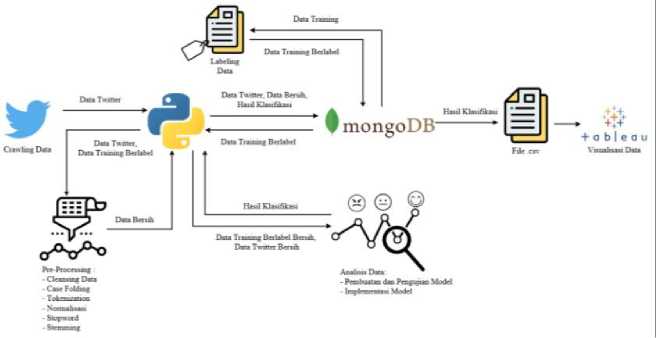 Data Training
Data Training Berlabel
Labeling
Data
Data Twitter
Data Twitter, Data Bersih,
Hasil Klasifikasi
mongoDB
Hasil Klasifikasi
Crawling Data
Data Twitter,
Data Training Berlabel
Data Training Berlabel
File .csv
+ a b l e a u
Visualisasi Data
Data Bersih
Hasil Klasifikasi
Data Training Berlabel Bersih,
Data Twitter Bersih
Pre-Processing :
- Cleansing Data
- Case Folding
- Tokenization
- Normalisasi
- Stopword
- Stemming
Analisis Data:
- Pembuatan dan Pengujian Model
- Implementasi Model